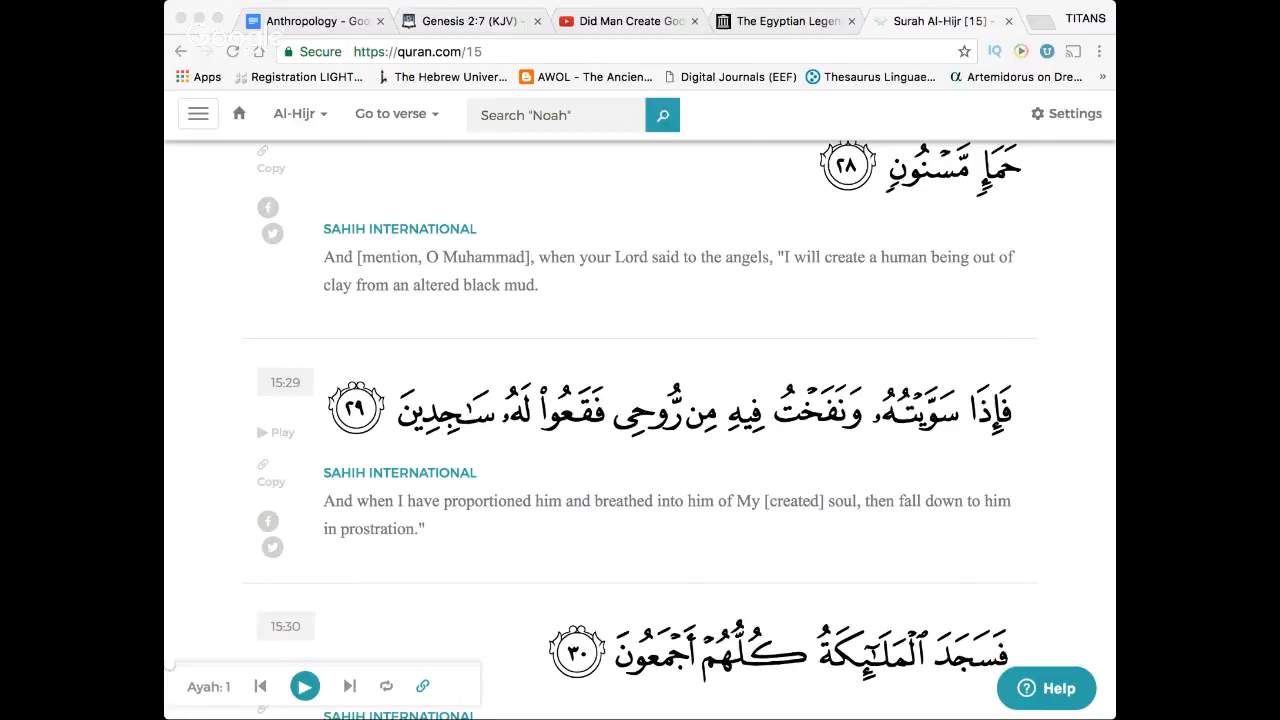 Anthropology - Goo
Genesis 2:7 (KJV) -
Did Man Create God
The Egyptian Legen
Surah Al-Hijr [15] -
TITANS
Google
Secure
https://quran.com/15
IQ
Apps
Registration LIGHT...
The Hebrew Univer...
AWOL - The Ancien...
Digital Journals (EEF)
Thesaurus Linguae...
Artemidorus on Dre...
»
Al-Hijr
Go to verse
Search "Noah"
Settings
Copy
حَمَإٍ مَّسْنُونٍ ٢٨
SAHIH INTERNATIONAL
And [mention, O Muhammad], when your Lord said to the angels, "I will create a human being out of
clay from an altered black mud.
15:29
فَإِذَا سَوَّيْتُهُۥ وَنَفَخْتُ فِيهِ مِن رُّوحِى فَقَعُوا۟ لَهُۥ سَـٰجِدِينَ ٢٩
Play
Copy
SAHIH INTERNATIONAL
And when I have proportioned him and breathed into him of My [created] soul, then fall down to him
in prostration."
15:30
فَسَجَدَ ٱلْمَلَـٰٓئِكَةُ كُلُّهُمْ أَجْمَعُونَ ٣٠
Ayah: 1
Help
SAHIH INTERNATIONAL